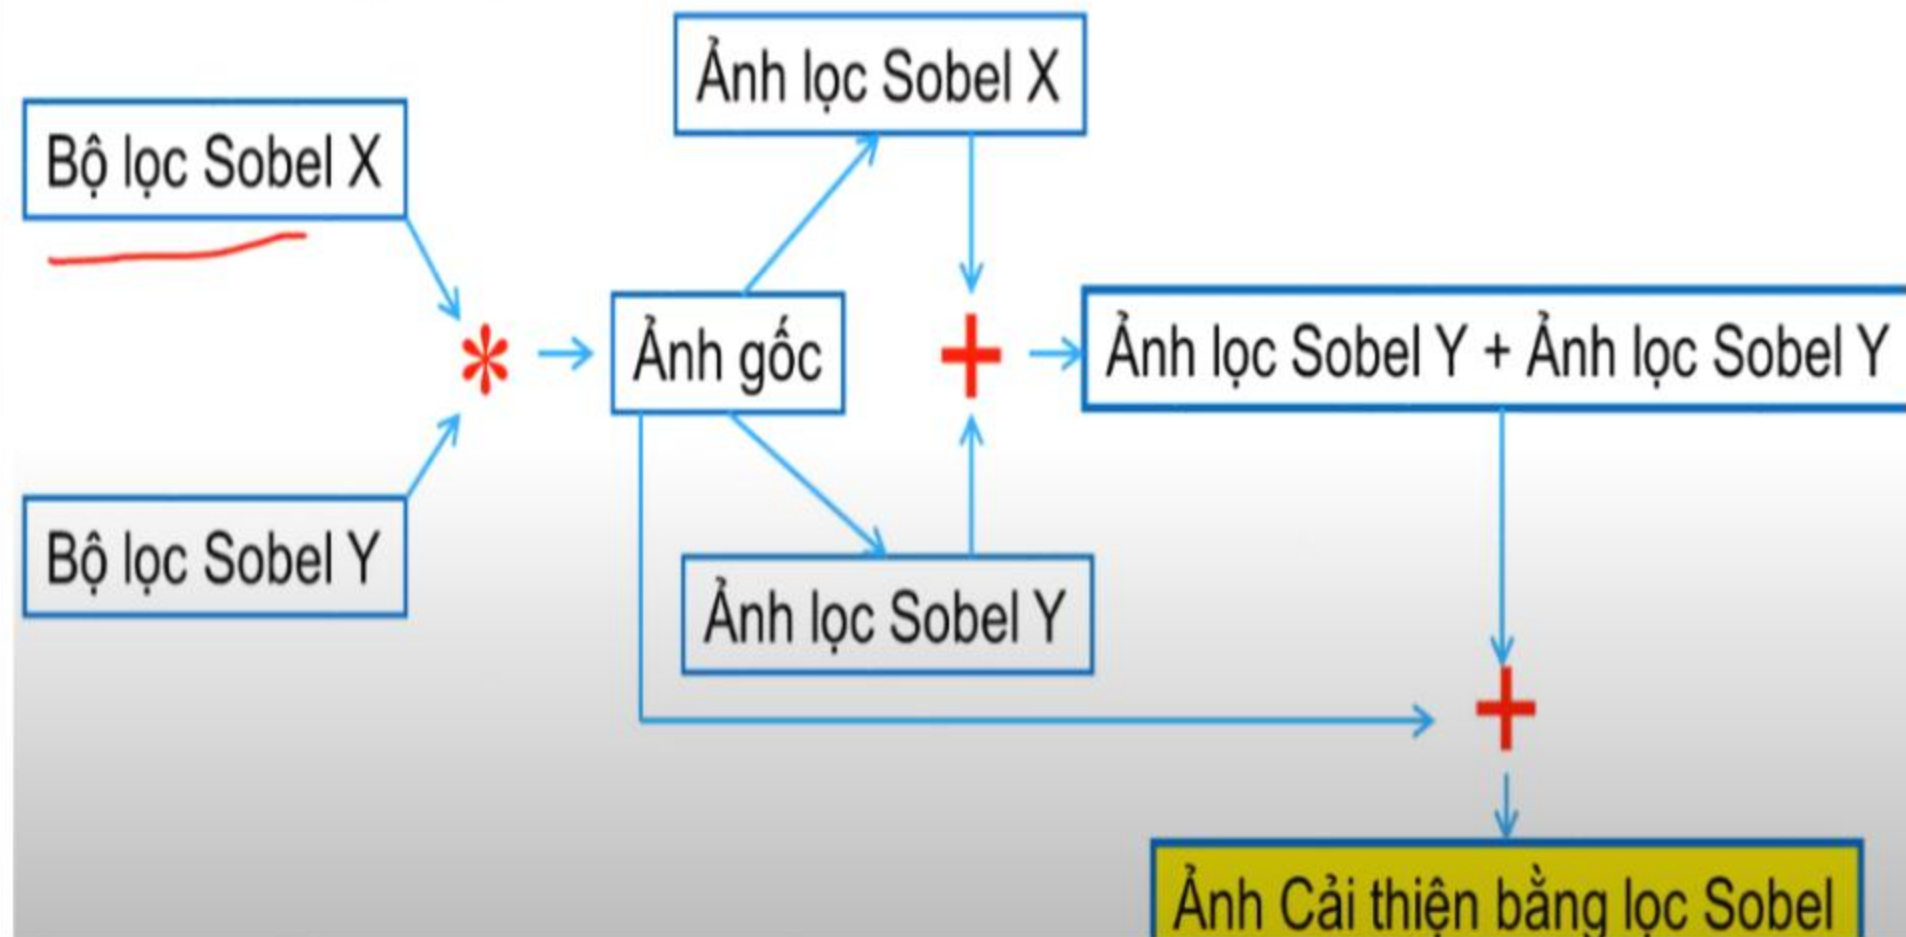 Ảnh lọc Sobel X
Bộ lọc Sobel X
*
Ảnh gốc
+
Ảnh lọc Sobel Y + Ảnh lọc Sobel Y
Bộ lọc Sobel Y
Ảnh lọc Sobel Y
+
Ảnh Cải thiện bằng lọc Sobel